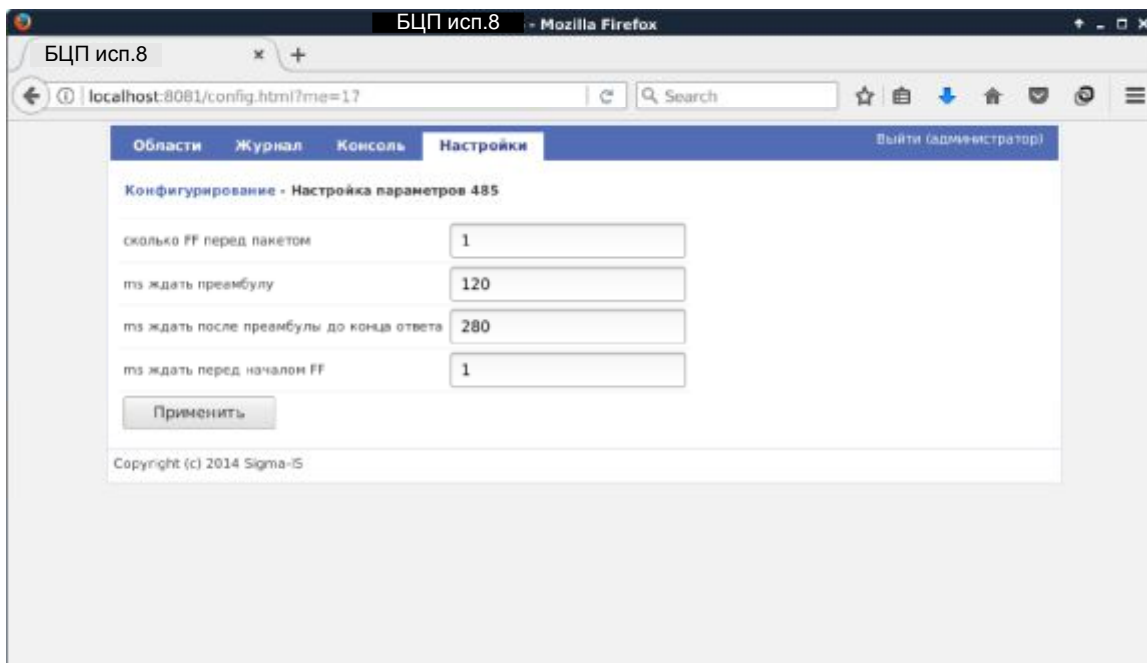 БЦП исп.8 - Mozilla Firefox
БЦП исп.8
localhost:8081/config.html?me=17
Search
Области Журнал Консоль Настройки Выйти (администратор)
Конфигурирование - Настройка параметров 485
сколько FF перед пакетом 1
ms ждать преамбулу 120
ms ждать после преамбулы до конца ответа 280
ms ждать перед началом FF 1
Применить
Copyright (c) 2014 Sigma-IS